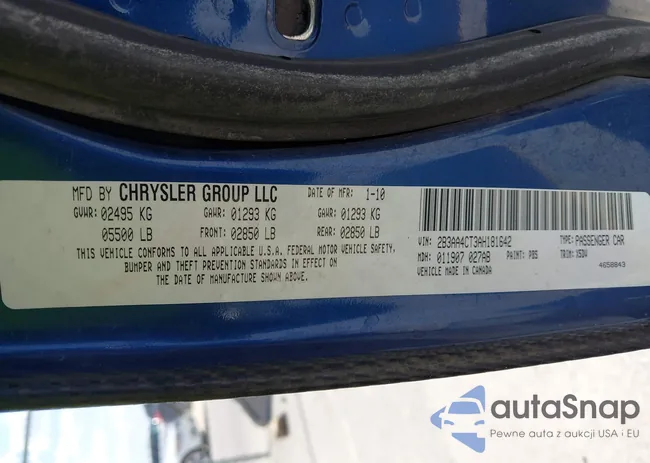 MFD BY CHRYSLER GROUP LLC DATE OF MFR: 1-10
GVWR: 02495 KG GAWR: 01293 KG GAWR: 01293 KG
05500 LB FRONT: 02850 LB REAR: 02850 LB
THIS VEHICLE CONFORMS TO ALL APPLICABLE U.S.A. FEDERAL MOTOR VEHICLE SAFETY,
BUMPER AND THEFT PREVENTION STANDARDS IN EFFECT ON
THE DATE OF MANUFACTURE SHOWN ABOVE.
VIN: 2B3AA4CT3AH181642 TYPE: PASSENGER CAR
MDH: 011907 027AB PAINT: PBS TRIM: X5DV
VEHICLE MADE IN CANADA 4658843
autaSnap
Pewne auta z aukcji USA i EU